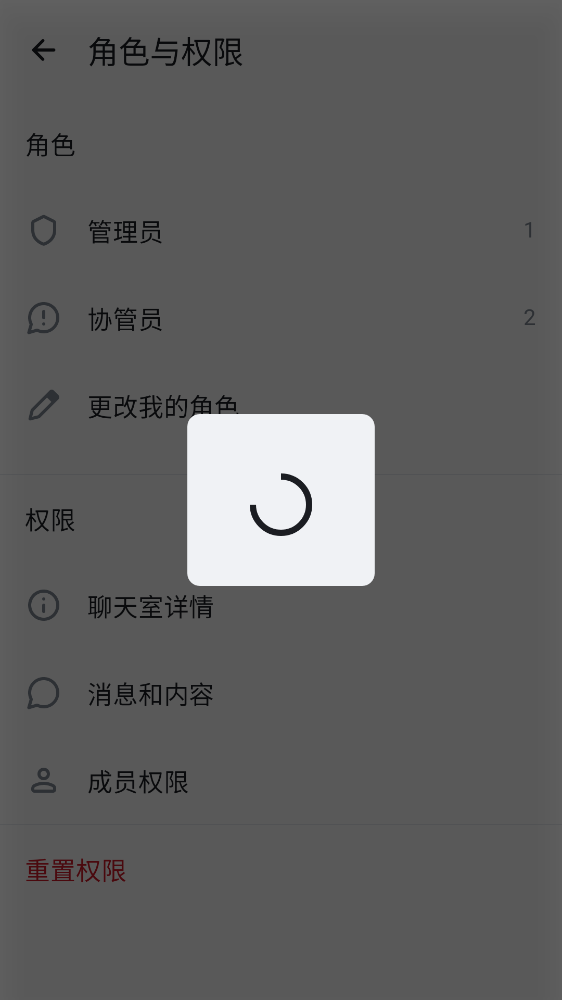 角色与权限
角色
管理员
1
协管员
2
更改我的角色
权限
聊天室详情
消息和内容
成员权限
重置权限